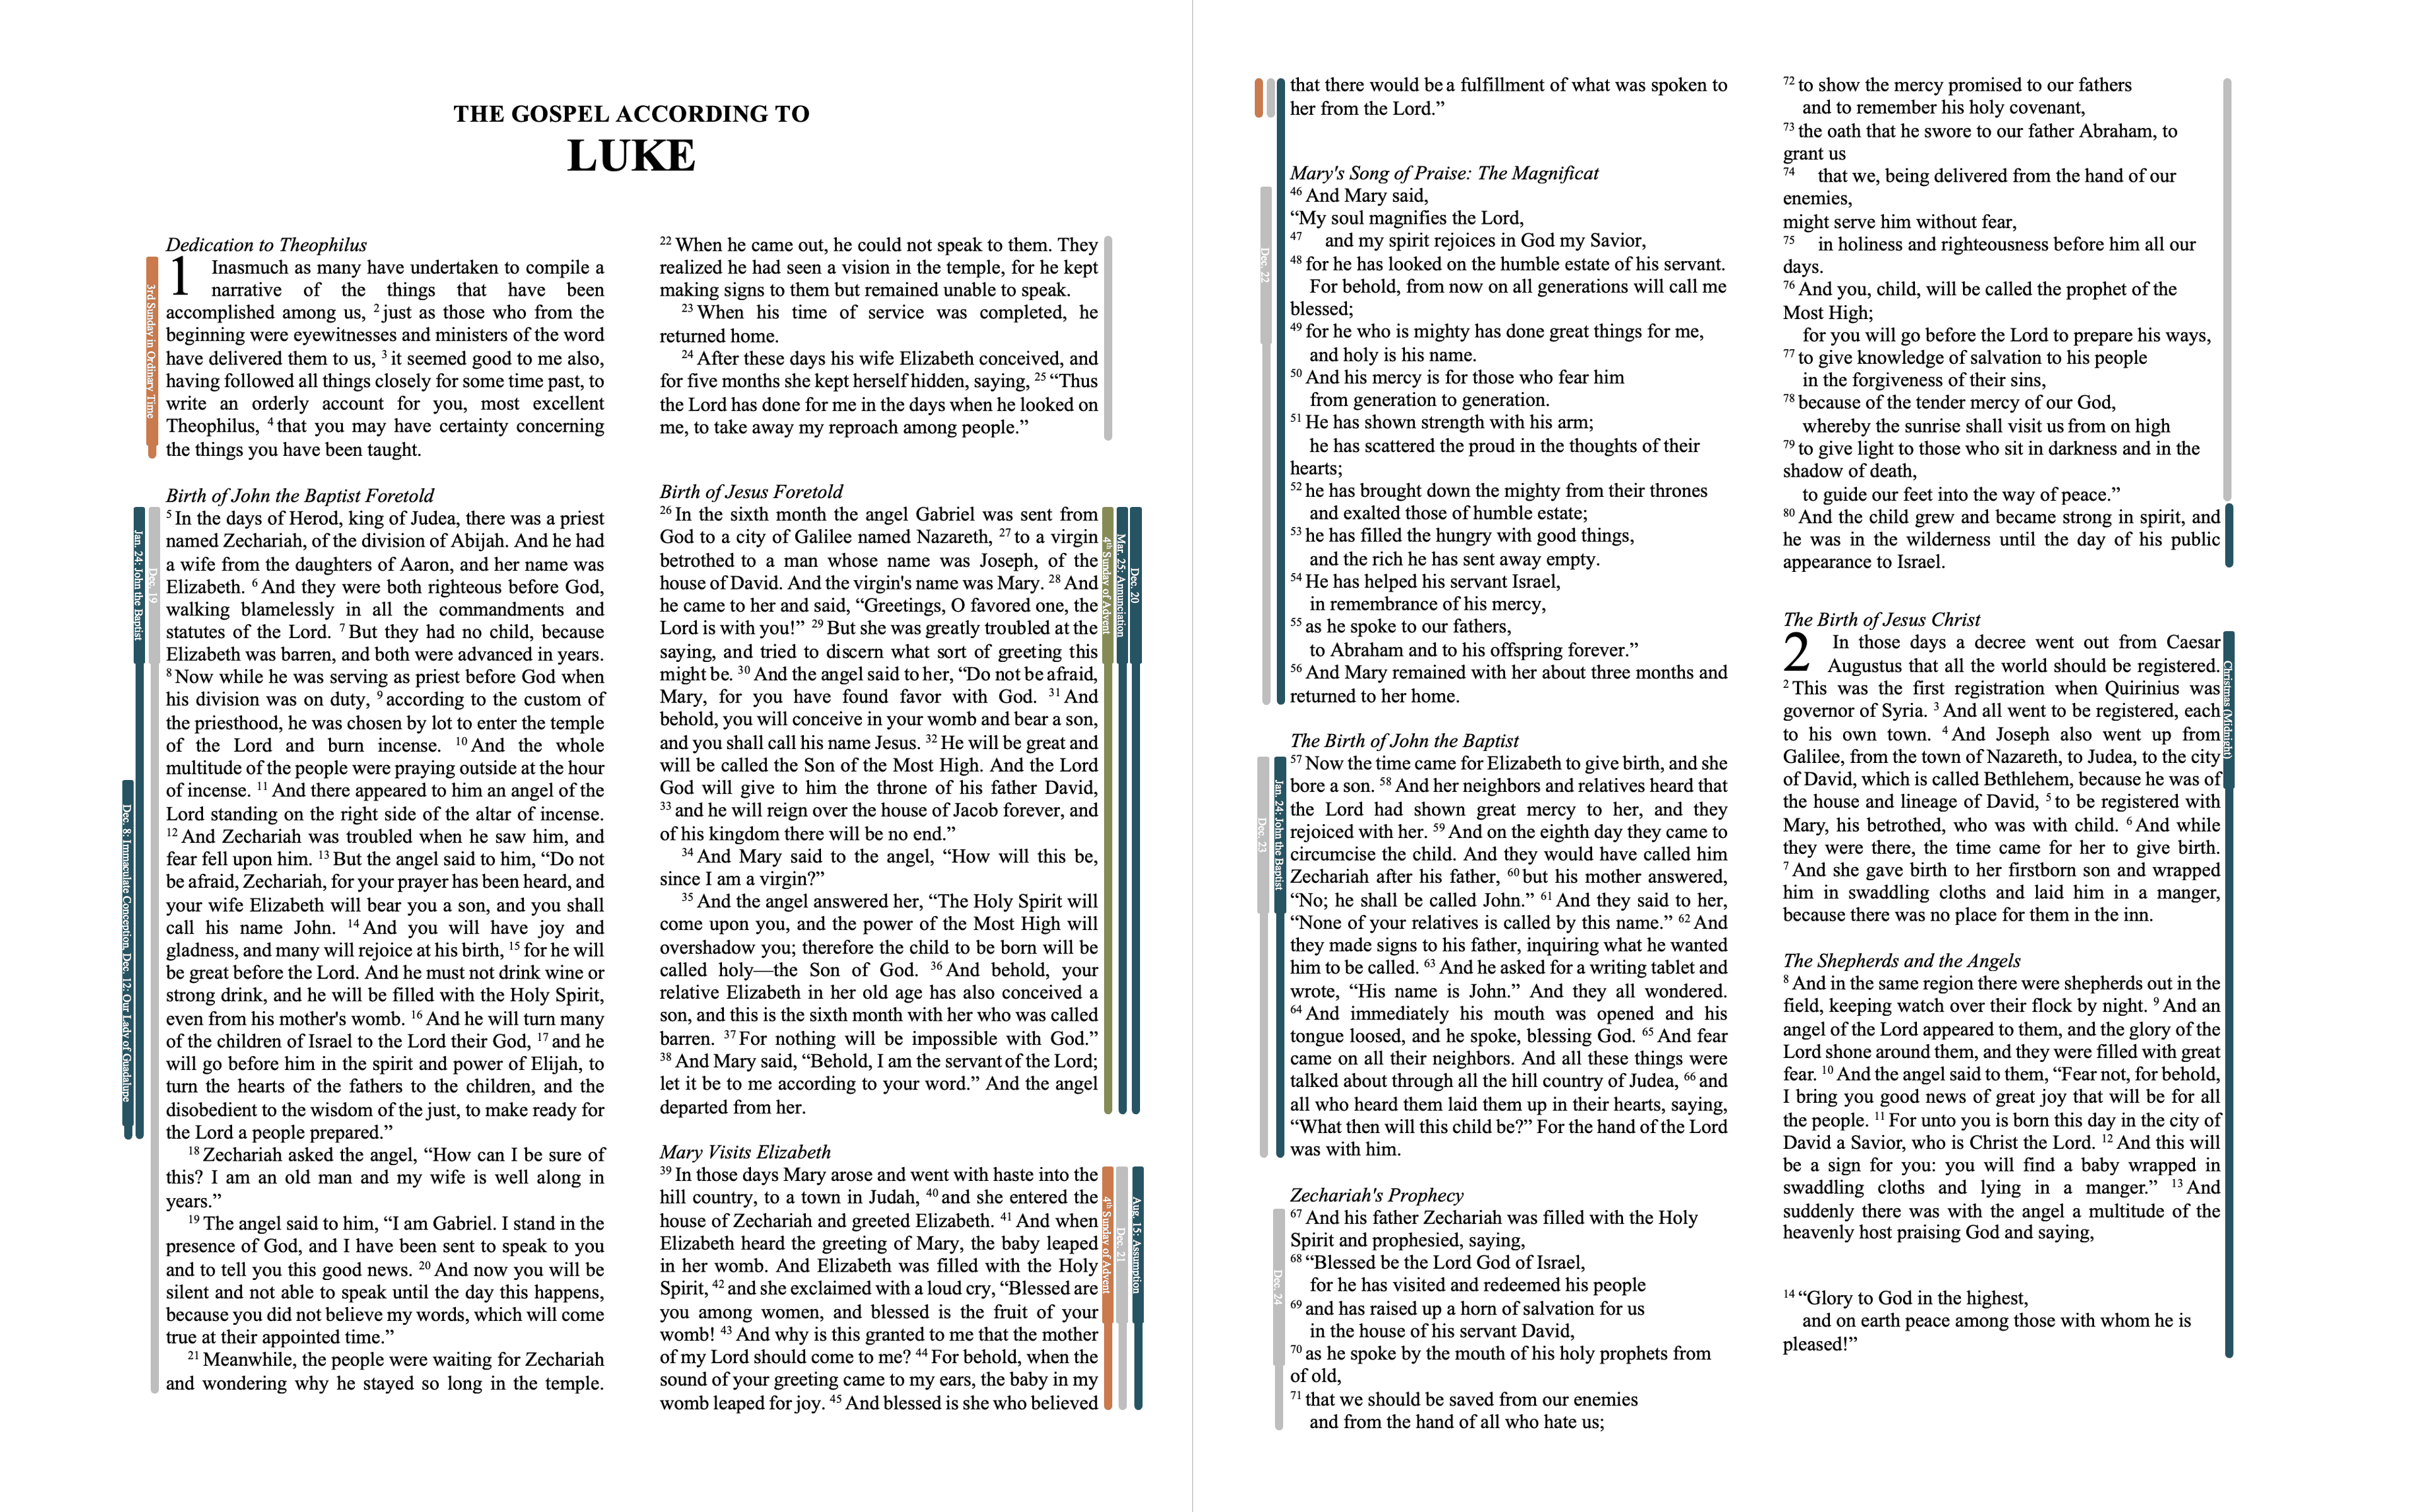 THE GOSPEL ACCORDING TO
LUKE
Dedication to Theophilus
1 Inasmuch as many have undertaken to compile a
narrative of the things that have been
accomplished among us, 2 just as those who from the
beginning were eyewitnesses and ministers of the word
have delivered them to us, 3 it seemed good to me also,
having followed all things closely for some time past, to
write an orderly account for you, most excellent
Theophilus, 4 that you may have certainty concerning
the things you have been taught.
3rd Sunday in Ordinary Time
Birth of John the Baptist Foretold
5 In the days of Herod, king of Judea, there was a priest
named Zechariah, of the division of Abijah. And he had
a wife from the daughters of Aaron, and her name was
Elizabeth. 6 And they were both righteous before God,
walking blamelessly in all the commandments and
statutes of the Lord. 7 But they had no child, because
Elizabeth was barren, and both were advanced in years.
8 Now while he was serving as priest before God when
his division was on duty, 9 according to the custom of
the priesthood, he was chosen by lot to enter the temple
of the Lord and burn incense. 10 And the whole
multitude of the people were praying outside at the hour
of incense. 11 And there appeared to him an angel of the
Lord standing on the right side of the altar of incense.
12 And Zechariah was troubled when he saw him, and
fear fell upon him. 13 But the angel said to him, “Do not
be afraid, Zechariah, for your prayer has been heard, and
your wife Elizabeth will bear you a son, and you shall
call his name John. 14 And you will have joy and
gladness, and many will rejoice at his birth, 15 for he will
be great before the Lord. And he must not drink wine or
strong drink, and he will be filled with the Holy Spirit,
even from his mother's womb. 16 And he will turn many
of the children of Israel to the Lord their God, 17 and he
will go before him in the spirit and power of Elijah, to
turn the hearts of the fathers to the children, and the
disobedient to the wisdom of the just, to make ready for
the Lord a people prepared.”
18 Zechariah asked the angel, “How can I be sure of
this? I am an old man and my wife is well along in
years.”
19 The angel said to him, “I am Gabriel. I stand in the
presence of God, and I have been sent to speak to you
and to tell you this good news. 20 And now you will be
silent and not able to speak until the day this happens,
because you did not believe my words, which will come
true at their appointed time.”
21 Meanwhile, the people were waiting for Zechariah
and wondering why he stayed so long in the temple.
Jan. 24: John the Baptist
Dec. 19
Dec. 8: Immaculate Conception, Dec. 12: Our Lady of Guadalupe
22 When he came out, he could not speak to them. They
realized he had seen a vision in the temple, for he kept
making signs to them but remained unable to speak.
23 When his time of service was completed, he
returned home.
24 After these days his wife Elizabeth conceived, and
for five months she kept herself hidden, saying, 25 “Thus
the Lord has done for me in the days when he looked on
me, to take away my reproach among people.”
Birth of Jesus Foretold
26 In the sixth month the angel Gabriel was sent from
God to a city of Galilee named Nazareth, 27 to a virgin
betrothed to a man whose name was Joseph, of the
house of David. And the virgin's name was Mary. 28 And
he came to her and said, “Greetings, O favored one, the
Lord is with you!” 29 But she was greatly troubled at the
saying, and tried to discern what sort of greeting this
might be. 30 And the angel said to her, “Do not be afraid,
Mary, for you have found favor with God. 31 And
behold, you will conceive in your womb and bear a son,
and you shall call his name Jesus. 32 He will be great and
will be called the Son of the Most High. And the Lord
God will give to him the throne of his father David,
33 and he will reign over the house of Jacob forever, and
of his kingdom there will be no end.”
34 And Mary said to the angel, “How will this be,
since I am a virgin?”
35 And the angel answered her, “The Holy Spirit will
come upon you, and the power of the Most High will
overshadow you; therefore the child to be born will be
called holy—the Son of God. 36 And behold, your
relative Elizabeth in her old age has also conceived a
son, and this is the sixth month with her who was called
barren. 37 For nothing will be impossible with God.”
38 And Mary said, “Behold, I am the servant of the Lord;
let it be to me according to your word.” And the angel
departed from her.
4th Sunday of Advent
Mar. 25: Annunciation
Dec. 20
Mary Visits Elizabeth
39 In those days Mary arose and went with haste into the
hill country, to a town in Judah, 40 and she entered the
house of Zechariah and greeted Elizabeth. 41 And when
Elizabeth heard the greeting of Mary, the baby leaped
in her womb. And Elizabeth was filled with the Holy
Spirit, 42 and she exclaimed with a loud cry, “Blessed are
you among women, and blessed is the fruit of your
womb! 43 And why is this granted to me that the mother
of my Lord should come to me? 44 For behold, when the
sound of your greeting came to my ears, the baby in my
womb leaped for joy. 45 And blessed is she who believed
4th Sunday of Advent
Dec. 21
Aug. 15: Assumption
that there would be a fulfillment of what was spoken to
her from the Lord.”
Mary's Song of Praise: The Magnificat
46 And Mary said,
“My soul magnifies the Lord,
47 and my spirit rejoices in God my Savior,
48 for he has looked on the humble estate of his servant.
For behold, from now on all generations will call me
blessed;
49 for he who is mighty has done great things for me,
and holy is his name.
50 And his mercy is for those who fear him
from generation to generation.
51 He has shown strength with his arm;
he has scattered the proud in the thoughts of their
hearts;
52 he has brought down the mighty from their thrones
and exalted those of humble estate;
53 he has filled the hungry with good things,
and the rich he has sent away empty.
54 He has helped his servant Israel,
in remembrance of his mercy,
55 as he spoke to our fathers,
to Abraham and to his offspring forever.”
56 And Mary remained with her about three months and
returned to her home.
Dec. 22
The Birth of John the Baptist
57 Now the time came for Elizabeth to give birth, and she
bore a son. 58 And her neighbors and relatives heard that
the Lord had shown great mercy to her, and they
rejoiced with her. 59 And on the eighth day they came to
circumcise the child. And they would have called him
Zechariah after his father, 60 but his mother answered,
“No; he shall be called John.” 61 And they said to her,
“None of your relatives is called by this name.” 62 And
they made signs to his father, inquiring what he wanted
him to be called. 63 And he asked for a writing tablet and
wrote, “His name is John.” And they all wondered.
64 And immediately his mouth was opened and his
tongue loosed, and he spoke, blessing God. 65 And fear
came on all their neighbors. And all these things were
talked about through all the hill country of Judea, 66 and
all who heard them laid them up in their hearts, saying,
“What then will this child be?” For the hand of the Lord
was with him.
Dec. 23
Jan. 24: John the Baptist
Zechariah's Prophecy
67 And his father Zechariah was filled with the Holy
Spirit and prophesied, saying,
68 “Blessed be the Lord God of Israel,
for he has visited and redeemed his people
69 and has raised up a horn of salvation for us
in the house of his servant David,
70 as he spoke by the mouth of his holy prophets from
of old,
71 that we should be saved from our enemies
and from the hand of all who hate us;
Dec. 24
72 to show the mercy promised to our fathers
and to remember his holy covenant,
73 the oath that he swore to our father Abraham, to
grant us
74 that we, being delivered from the hand of our
enemies,
might serve him without fear,
75 in holiness and righteousness before him all our
days.
76 And you, child, will be called the prophet of the
Most High;
for you will go before the Lord to prepare his ways,
77 to give knowledge of salvation to his people
in the forgiveness of their sins,
78 because of the tender mercy of our God,
whereby the sunrise shall visit us from on high
79 to give light to those who sit in darkness and in the
shadow of death,
to guide our feet into the way of peace.”
80 And the child grew and became strong in spirit, and
he was in the wilderness until the day of his public
appearance to Israel.
The Birth of Jesus Christ
2 In those days a decree went out from Caesar
Augustus that all the world should be registered.
2 This was the first registration when Quirinius was
governor of Syria. 3 And all went to be registered, each
to his own town. 4 And Joseph also went up from
Galilee, from the town of Nazareth, to Judea, to the city
of David, which is called Bethlehem, because he was of
the house and lineage of David, 5 to be registered with
Mary, his betrothed, who was with child. 6 And while
they were there, the time came for her to give birth.
7 And she gave birth to her firstborn son and wrapped
him in swaddling cloths and laid him in a manger,
because there was no place for them in the inn.
Christmas (Midnight)
The Shepherds and the Angels
8 And in the same region there were shepherds out in the
field, keeping watch over their flock by night. 9 And an
angel of the Lord appeared to them, and the glory of the
Lord shone around them, and they were filled with great
fear. 10 And the angel said to them, “Fear not, for behold,
I bring you good news of great joy that will be for all
the people. 11 For unto you is born this day in the city of
David a Savior, who is Christ the Lord. 12 And this will
be a sign for you: you will find a baby wrapped in
swaddling cloths and lying in a manger.” 13 And
suddenly there was with the angel a multitude of the
heavenly host praising God and saying,
14 “Glory to God in the highest,
and on earth peace among those with whom he is
pleased!”